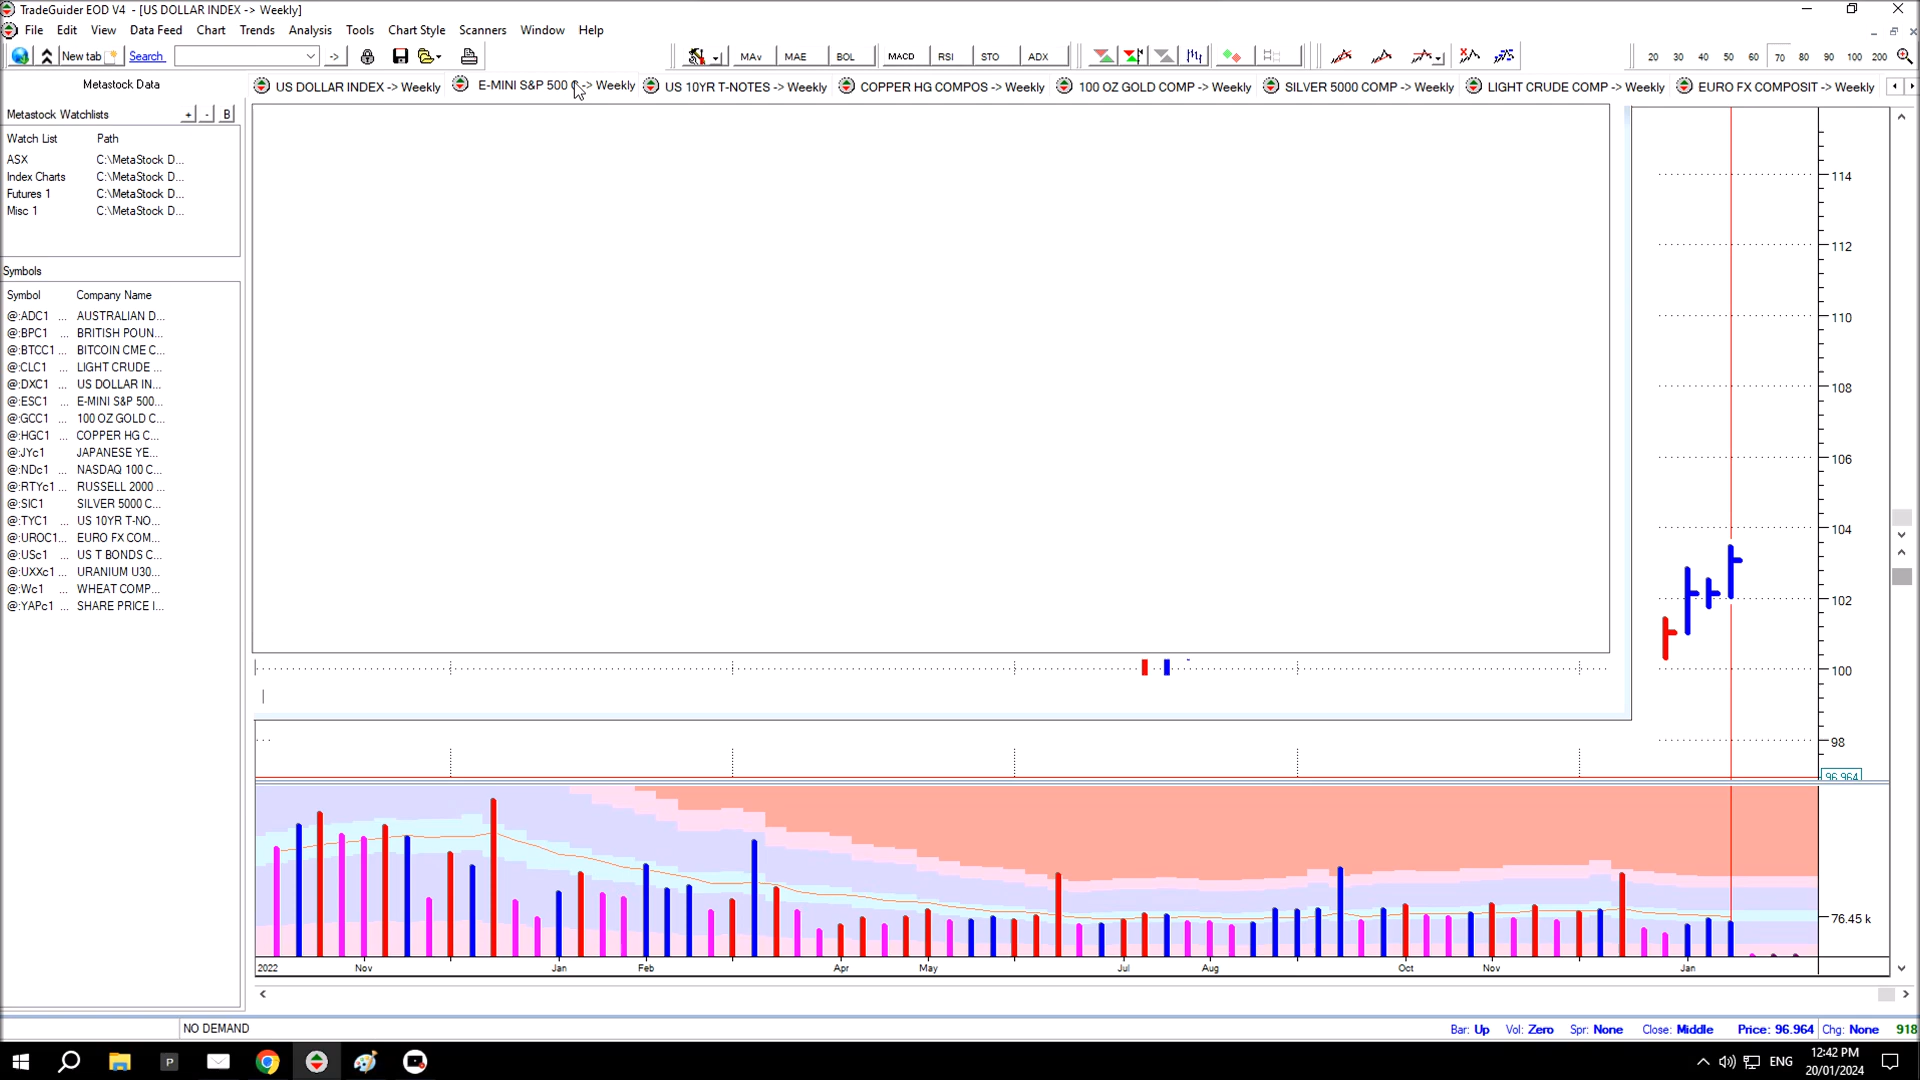 TradeGuider EOD V4 - [US DOLLAR INDEX -> Weekly]
File Edit View Data Feed Chart Trends Analysis Tools Chart Style Scanners Window Help
New tab Search -> MAv MAE BOL MACD RSI STO ADX 20 30 40 50 60 70 80 90 100 200
Metastock Data
US DOLLAR INDEX -> Weekly E-MINI S&P 500 C -> Weekly US 10YR T-NOTES -> Weekly COPPER HG COMPOS -> Weekly 100 OZ GOLD COMP -> Weekly SILVER 5000 COMP -> Weekly LIGHT CRUDE COMP -> Weekly EURO FX COMPOSIT -> Weekly
Metastock Watchlists + - B
Watch List Path
ASX C:\MetaStock D...
Index Charts C:\MetaStock D...
Futures 1 C:\MetaStock D...
Misc 1 C:\MetaStock D...
Symbols
Symbol Company Name
@:ADC1 ... AUSTRALIAN D...
@:BPC1 ... BRITISH POUN...
@:BTCC1 ... BITCOIN CME C...
@:CLC1 ... LIGHT CRUDE ...
@:DXC1 ... US DOLLAR IN...
@:ESC1 ... E-MINI S&P 500...
@:GCC1 ... 100 OZ GOLD C...
@:HGC1 ... COPPER HG C...
@:JYc1 ... JAPANESE YE...
@:NDc1 ... NASDAQ 100 C...
@:RTYc1 ... RUSSELL 2000 ...
@:SIC1 ... SILVER 5000 C...
@:TYC1 ... US 10YR T-NO...
@:UROC1... EURO FX COM...
@:USc1 ... US T BONDS C...
@:UXXc1 ... URANIUM U30...
@:Wc1 ... WHEAT COMP...
@:YAPc1 ... SHARE PRICE I...
114
112
110
108
106
104
102
100
98
96.964
76.45 k
2022 Nov Jan Feb Apr May Jul Aug Oct Nov Jan
NO DEMAND Bar: Up Vol: Zero Spr: None Close: Middle Price: 96.964 Chg: None 918
ENG
12:42 PM
20/01/2024